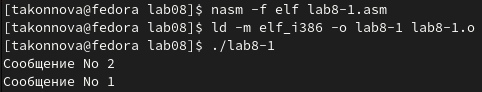 [takonnova@fedora lab08]$ nasm -f elf lab8-1.asm
[takonnova@fedora lab08]$ ld -m elf_i386 -o lab8-1 lab8-1.o
[takonnova@fedora lab08]$ ./lab8-1
Сообщение No 2
Сообщение No 1